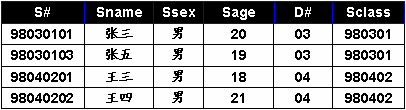 S# Sname Ssex Sage D# Sclass
98030101 张三 男 20 03 980301
98030103 张五 男 19 03 980301
98040201 王三 男 18 04 980402
98040202 王四 男 21 04 980402